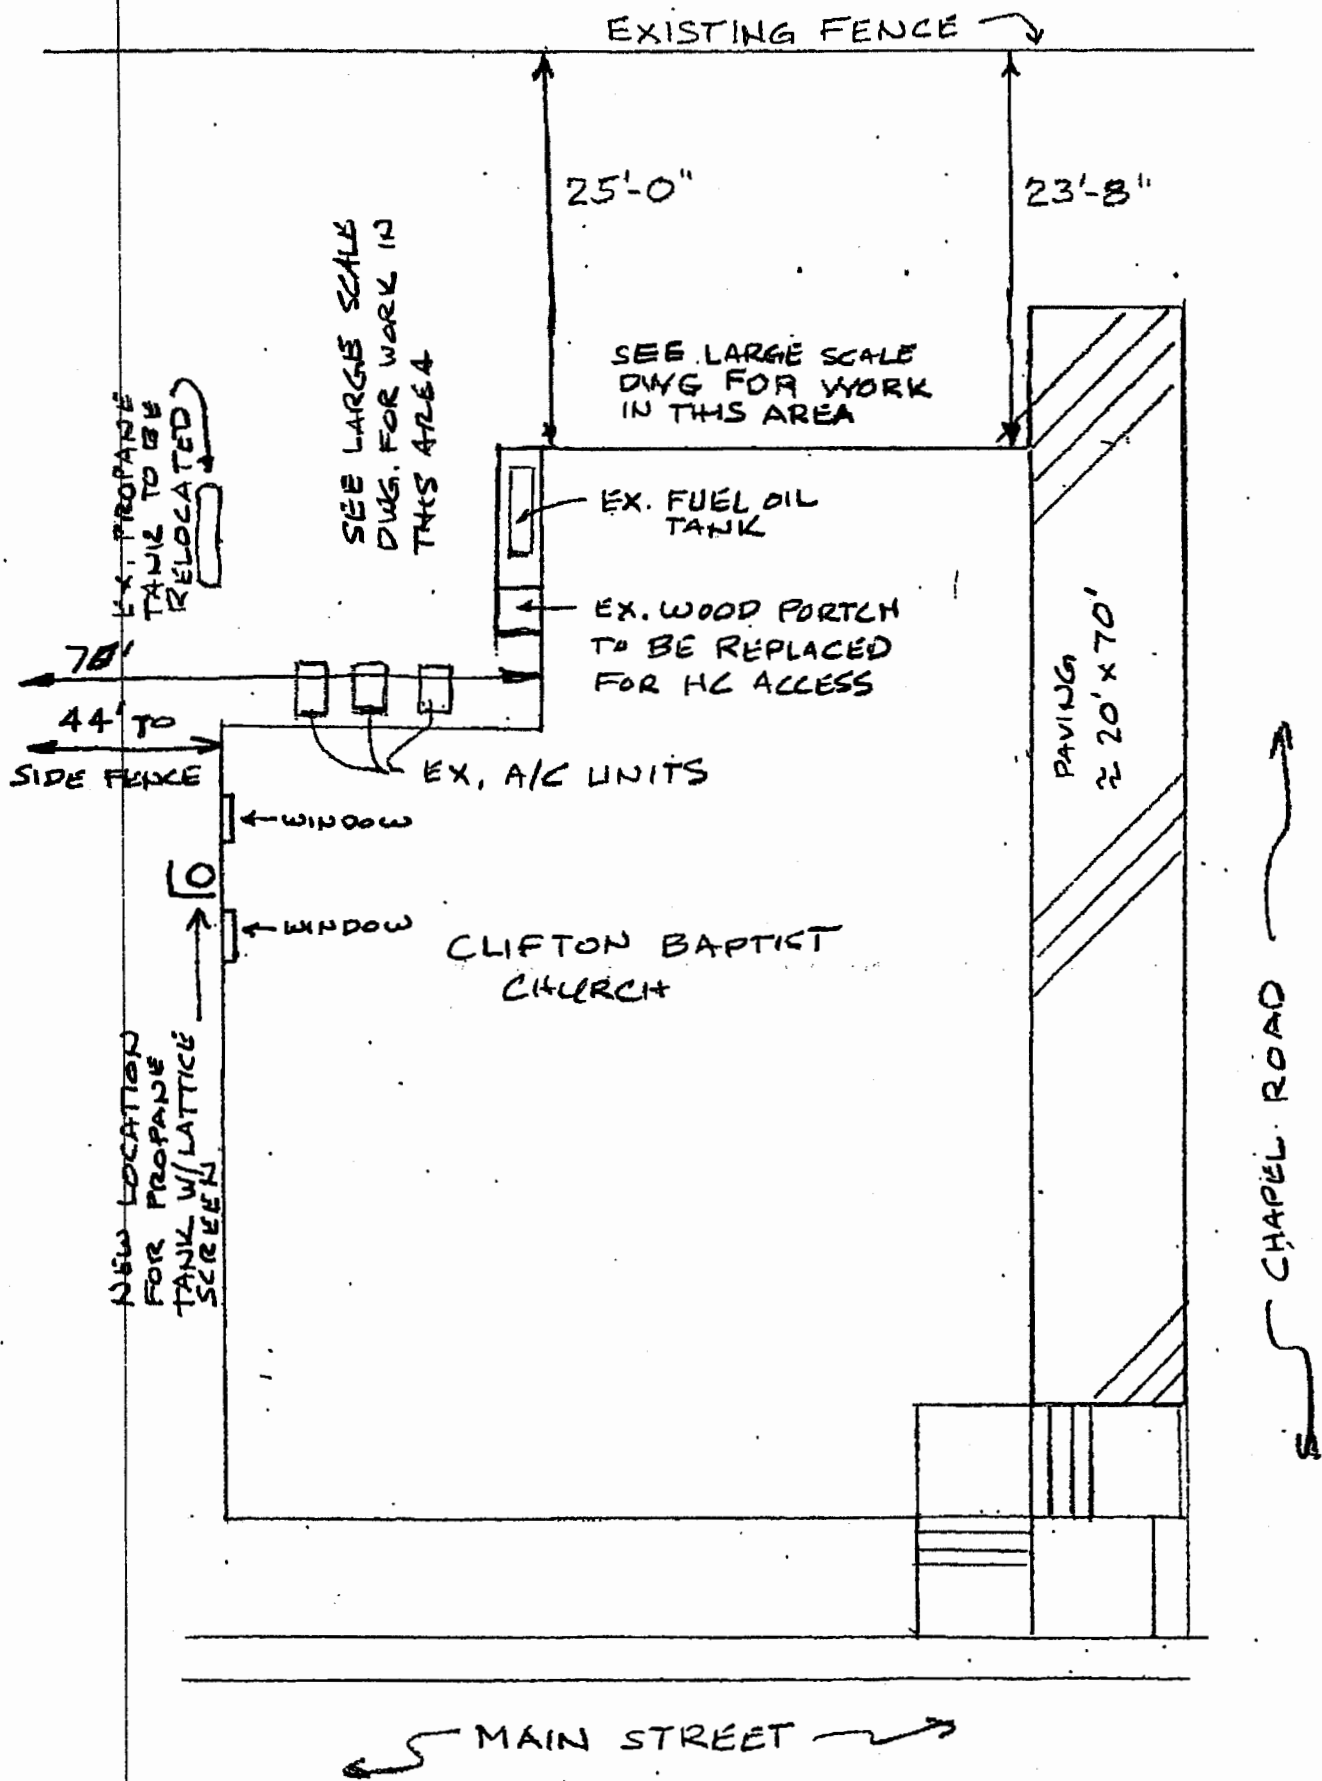 EXISTING FENCE
25'-0"
23'-8"
SEE LARGE SCALE
DWG. FOR WORK IN
THIS AREA
SEE LARGE SCALE
DWG FOR WORK
IN THIS AREA
EX. PROPANE
TANK TO BE
RELOCATED
EX. FUEL OIL
TANK
EX. WOOD PORTCH
TO BE REPLACED
FOR HC ACCESS
PAVING
≈ 20' x 70'
78'
44' TO
SIDE FENCE
EX. A/C UNITS
WINDOW
WINDOW
CLIFTON BAPTIST
CHURCH
NEW LOCATION
FOR PROPANE
TANK W/LATTICE
SCREEN
CHAPEL ROAD
MAIN STREET